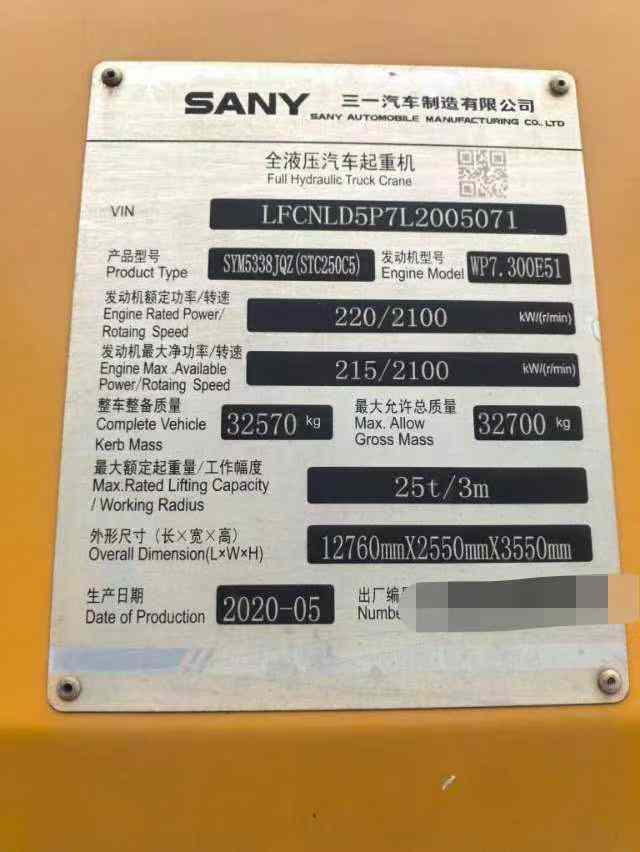 SANY 三一汽车制造有限公司
SANY AUTOMOBILE MANUFACTURING CO., LTD
全液压汽车起重机
Full Hydraulic Truck Crane
VIN LFCNLD5P7L2005071
产品型号 发动机型号
Product Type SYM5338JQZ(STC250C5) Engine Model WP7.300E51
发动机额定功率/转速
Engine Rated Power/ 220/2100 kW/(r/min)
Rotaing Speed
发动机最大净功率/转速
Engine Max .Available 215/2100 kW/(r/min)
Power/Rotaing Speed
整车整备质量 最大允许总质量
Complete Vehicle 32570 kg Max. Allow 32700 kg
Kerb Mass Gross Mass
最大额定起重量/工作幅度
Max.Rated Lifting Capacity 25t/3m
/ Working Radius
外形尺寸（长×宽×高）
Overall Dimension(L×W×H) 12760mmX2550mmX3550mm
生产日期 出厂编
Date of Production 2020-05 Numbe